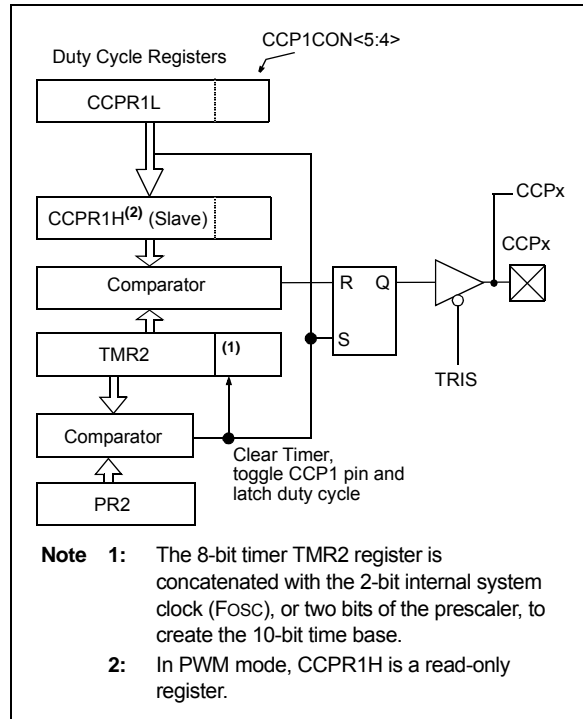 CCP1CON<5:4>
Duty Cycle Registers
CCPR1L
CCPR1H(2) (Slave)
CCPx
CCPx
Comparator
R Q
TMR2
(1)
S
TRIS
Comparator
Clear Timer,
toggle CCP1 pin and
latch duty cycle
PR2
Note 1: The 8-bit timer TMR2 register is
concatenated with the 2-bit internal system
clock (FOSC), or two bits of the prescaler, to
create the 10-bit time base.
2: In PWM mode, CCPR1H is a read-only
register.